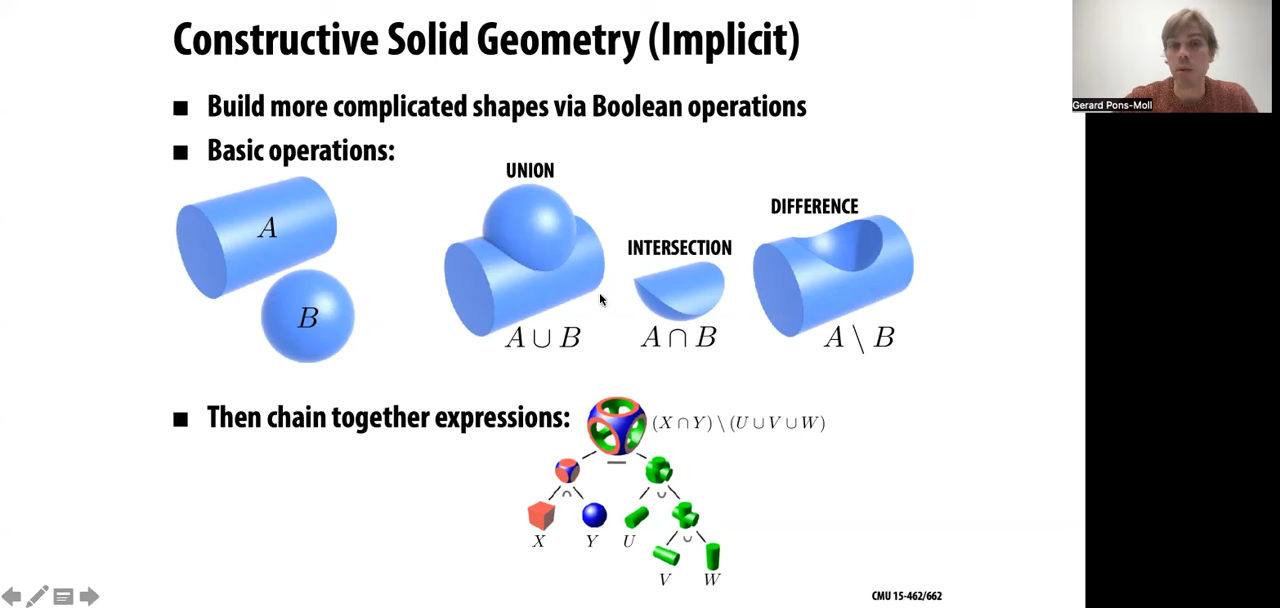 Constructive Solid Geometry (Implicit)
Gerard Pons-Moll
■ Build more complicated shapes via Boolean operations
■ Basic operations:
UNION
DIFFERENCE
INTERSECTION
A
B
A ∪ B
A ∩ B
A \ B
■ Then chain together expressions:
(X ∩ Y) \ (U ∪ V ∪ W)
−
∩
∪
X
Y
U
∪
V
W
CMU 15-462/662